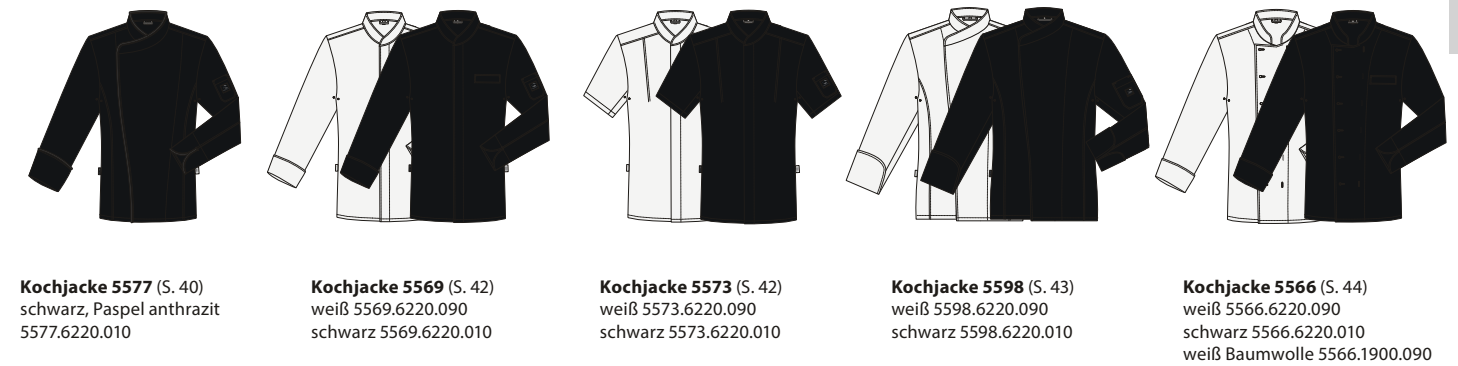 Kochjacke 5577 (S. 40)
schwarz, Paspel anthrazit
5577.6220.010
Kochjacke 5569 (S. 42)
weiß 5569.6220.090
schwarz 5569.6220.010
Kochjacke 5573 (S. 42)
weiß 5573.6220.090
schwarz 5573.6220.010
Kochjacke 5598 (S. 43)
weiß 5598.6220.090
schwarz 5598.6220.010
Kochjacke 5566 (S. 44)
weiß 5566.6220.090
schwarz 5566.6220.010
weiß Baumwolle 5566.1900.090